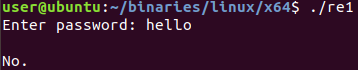 user@ubuntu:~/binaries/linux/x64$ ./re1
Enter password: hello
No.